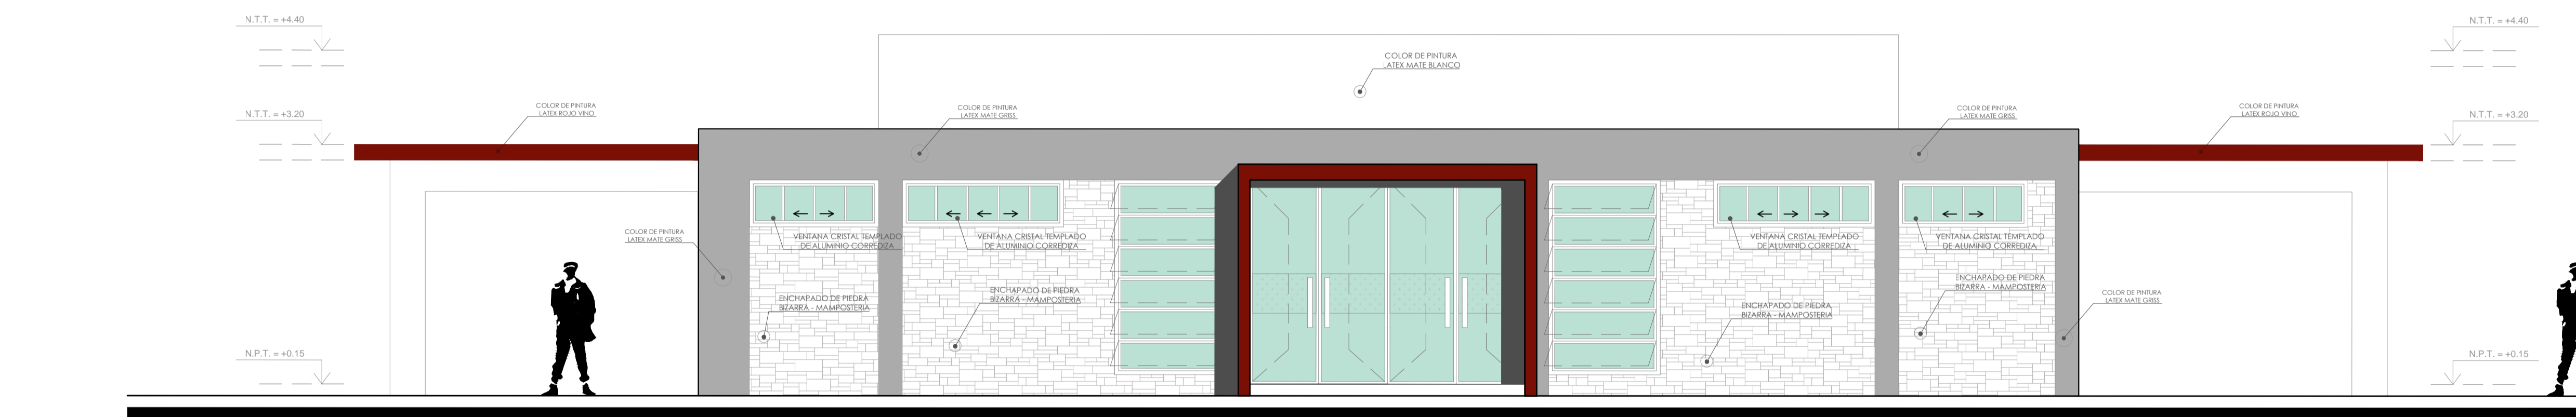 N.T.T. = +4.40
N.T.T. = +4.40
COLOR DE PINTURA
LATEX MATE BLANCO
COLOR DE PINTURA
LATEX ROJO VINO
N.T.T. = +3.20
COLOR DE PINTURA
LATEX MATE GRISS
COLOR DE PINTURA
LATEX MATE GRISS
COLOR DE PINTURA
LATEX ROJO VINO
N.T.T. = +3.20
COLOR DE PINTURA
LATEX MATE GRISS
VENTANA CRISTAL TEMPLADO
DE ALUMINIO CORREDIZA
VENTANA CRISTAL TEMPLADO
DE ALUMINIO CORREDIZA
VENTANA CRISTAL TEMPLADO
DE ALUMINIO CORREDIZA
VENTANA CRISTAL TEMPLADO
DE ALUMINIO CORREDIZA
ENCHAPADO DE PIEDRA
BIZARRA - MAMPOSTERIA
ENCHAPADO DE PIEDRA
BIZARRA - MAMPOSTERIA
ENCHAPADO DE PIEDRA
BIZARRA - MAMPOSTERIA
ENCHAPADO DE PIEDRA
BIZARRA - MAMPOSTERIA
COLOR DE PINTURA
LATEX MATE GRISS
N.P.T. = +0.15
N.P.T. = +0.15